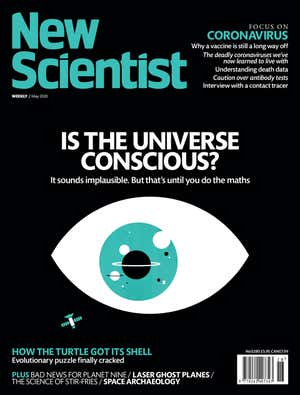 New
Scientist
WEEKLY 2 May 2020
FOCUS ON
CORONAVIRUS
Why a vaccine is still a long way off
The deadly coronaviruses we've
now learned to live with
Understanding death data
Caution over antibody tests
Interview with a contact tracer
IS THE UNIVERSE
CONSCIOUS?
It sounds implausible. But that's until you do the maths
HOW THE TURTLE GOT ITS SHELL
Evolutionary puzzle finally cracked
PLUS BAD NEWS FOR PLANET NINE / LASER GHOST PLANES /
THE SCIENCE OF STIR-FRIES / SPACE ARCHAEOLOGY